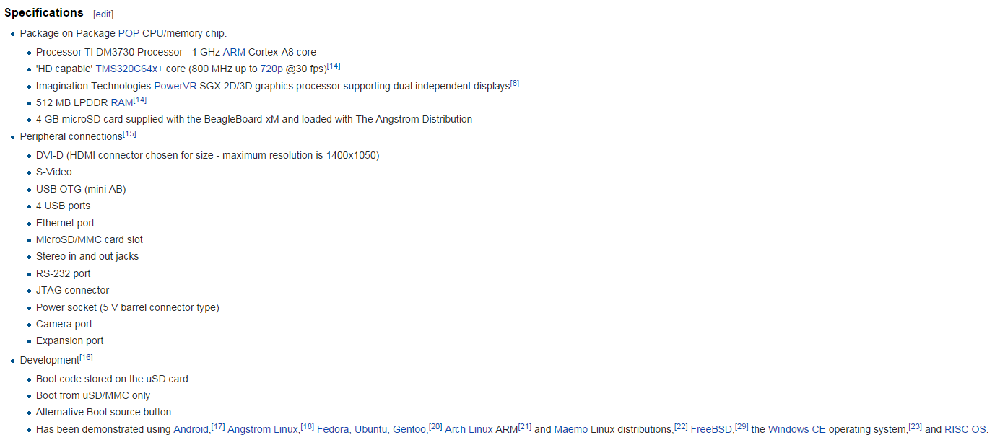 Specifications [edit]
Package on Package POP CPU/memory chip.
Processor TI DM3730 Processor - 1 GHz ARM Cortex-A8 core
'HD capable' TMS320C64x+ core (800 MHz up to 720p @30 fps)[14]
Imagination Technologies PowerVR SGX 2D/3D graphics processor supporting dual independent displays[8]
512 MB LPDDR RAM[14]
4 GB microSD card supplied with the BeagleBoard-xM and loaded with The Angstrom Distribution
Peripheral connections[15]
DVI-D (HDMI connector chosen for size - maximum resolution is 1400x1050)
S-Video
USB OTG (mini AB)
4 USB ports
Ethernet port
MicroSD/MMC card slot
Stereo in and out jacks
RS-232 port
JTAG connector
Power socket (5 V barrel connector type)
Camera port
Expansion port
Development[16]
Boot code stored on the uSD card
Boot from uSD/MMC only
Alternative Boot source button.
Has been demonstrated using Android,[17] Angstrom Linux,[18] Fedora, Ubuntu, Gentoo,[20] Arch Linux ARM[21] and Maemo Linux distributions,[22] FreeBSD,[29] the Windows CE operating system,[23] and RISC OS.